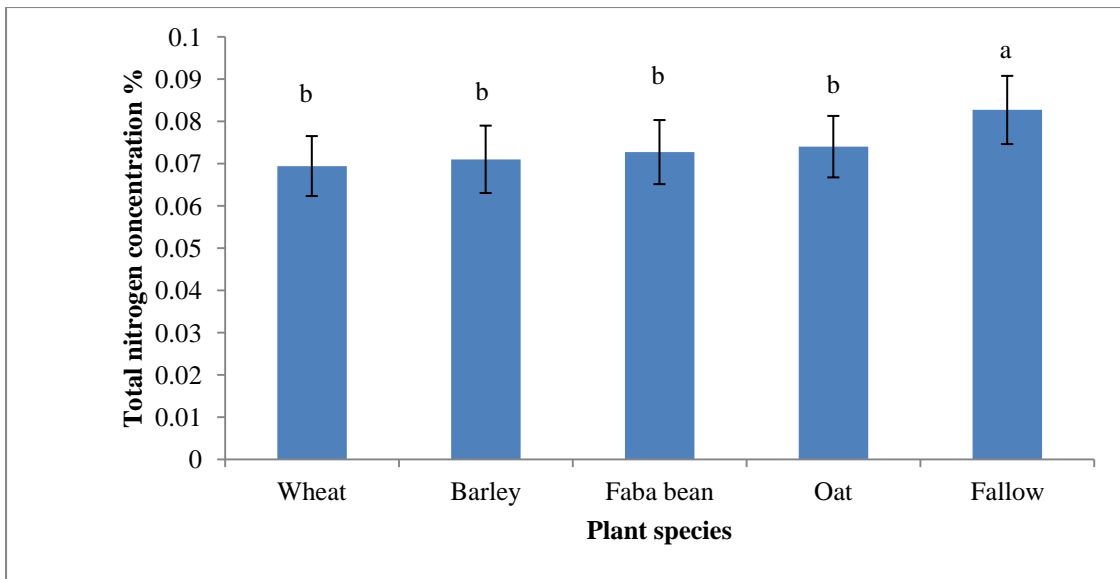 Total nitrogen concentration %
0.1
0.09
0.08
0.07
0.06
0.05
0.04
0.03
0.02
0.01
0
b
b
b
b
a
Wheat
Barley
Faba bean
Oat
Fallow
Plant species